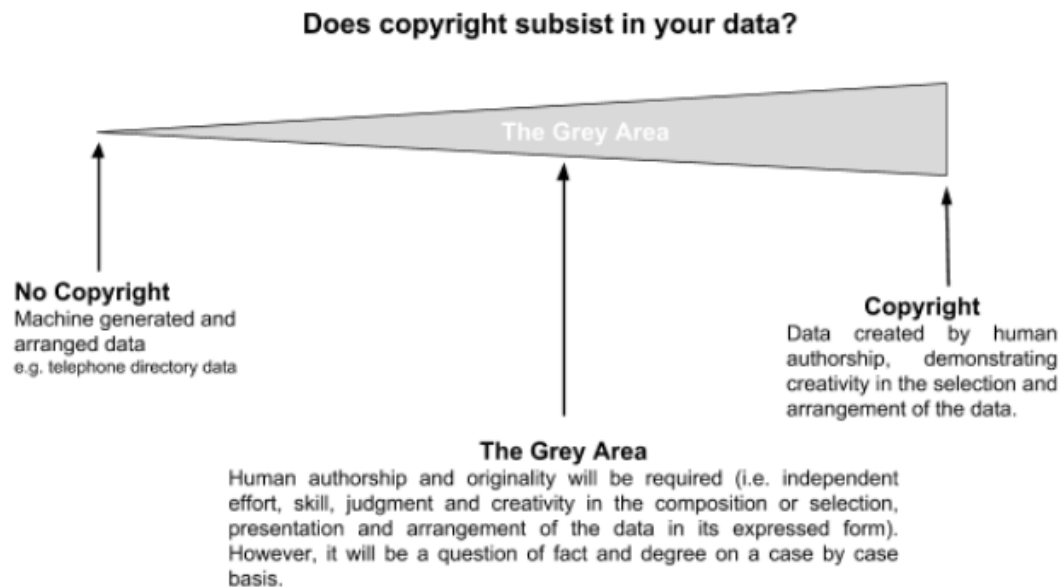 Does copyright subsist in your data?
The Grey Area
No Copyright
Machine generated and
arranged data
e.g. telephone directory data
Copyright
Data created by human
authorship, demonstrating
creativity in the selection and
arrangement of the data.
The Grey Area
Human authorship and originality will be required (i.e. independent
effort, skill, judgment and creativity in the composition or selection,
presentation and arrangement of the data in its expressed form).
However, it will be a question of fact and degree on a case by case
basis.